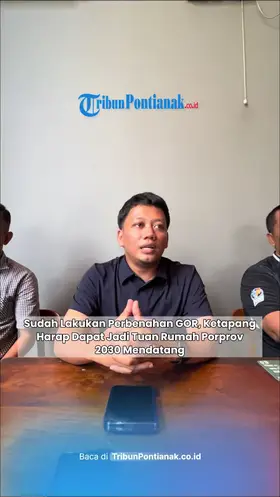 TribunPontianak.co.id
Sudah Lakukan Perbenahan GOR, Ketapang
Harap Dapat Jadi Tuan Rumah Porprov
2030 Mendatang
Baca di TribunPontianak.co.id